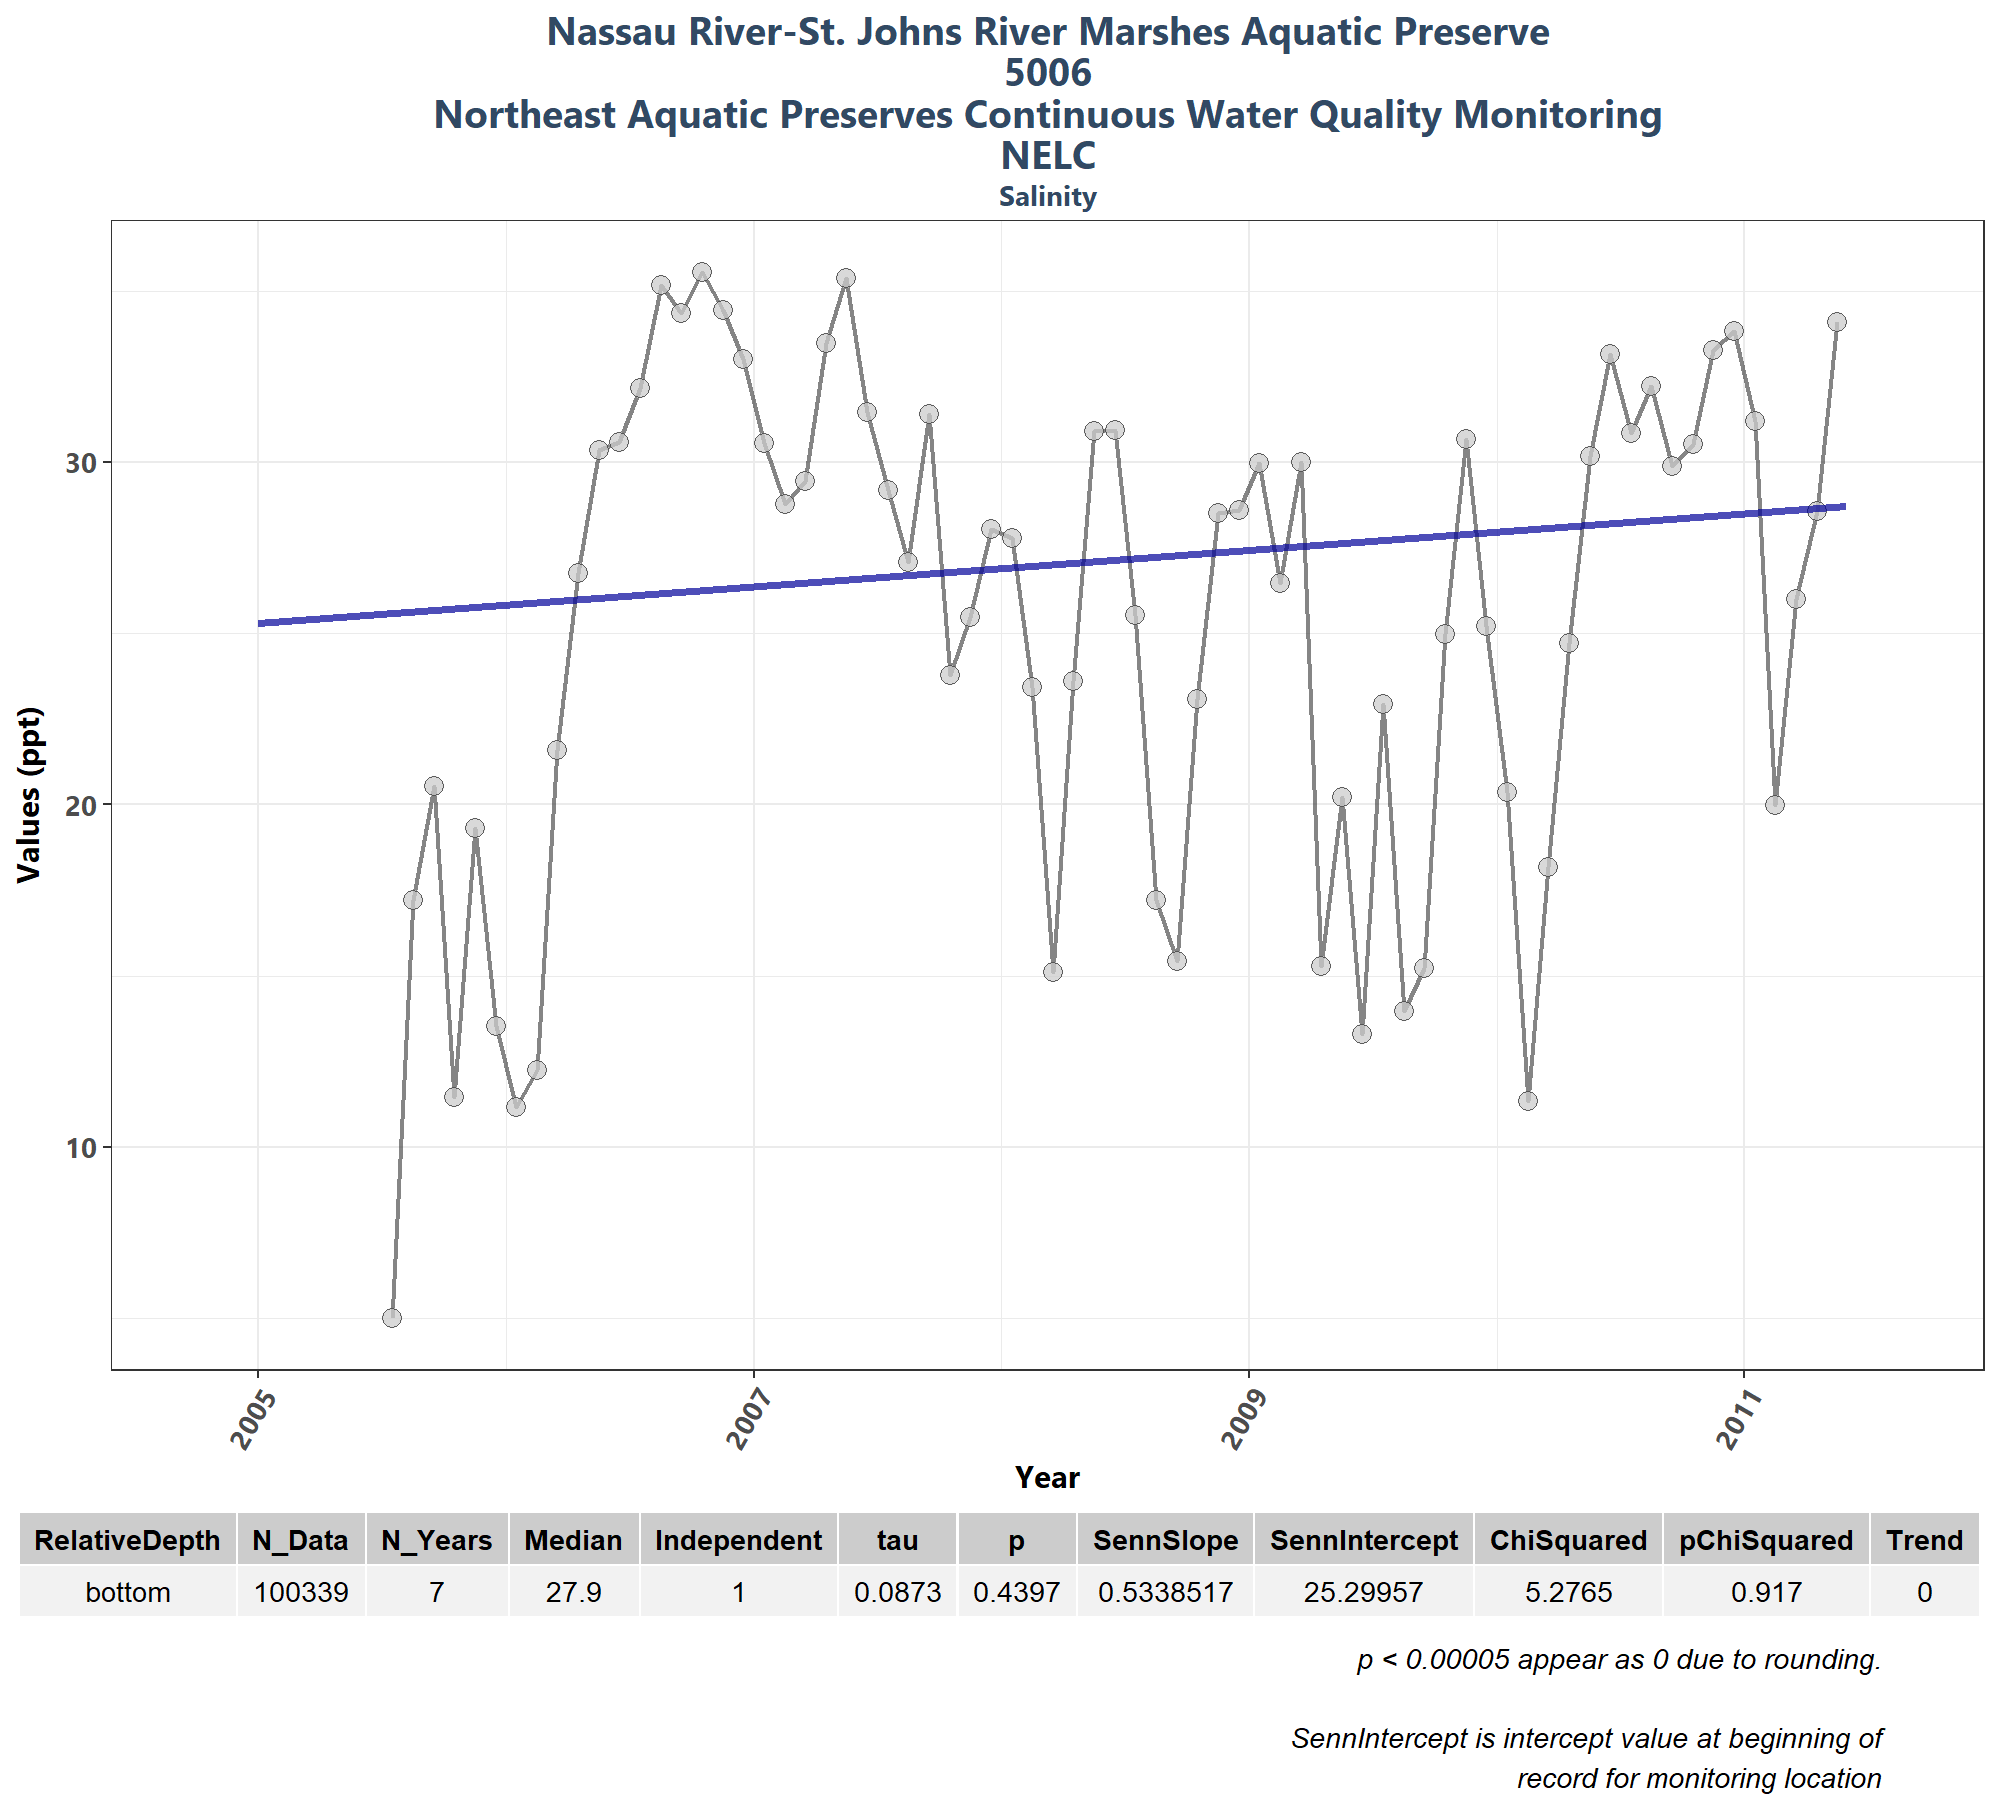 Nassau River-St. Johns River Marshes Aquatic Preserve
5006
Northeast Aquatic Preserves Continuous Water Quality Monitoring
NELC
Salinity
Values (ppt)
30
20
10
2005
2007
2009
2011
Year
RelativeDepth N_Data N_Years Median Independent tau p SennSlope SennIntercept ChiSquared pChiSquared Trend
bottom 100339 7 27.9 1 0.0873 0.4397 0.5338517 25.29957 5.2765 0.917 0
p < 0.00005 appear as 0 due to rounding.
SennIntercept is intercept value at beginning of
record for monitoring location